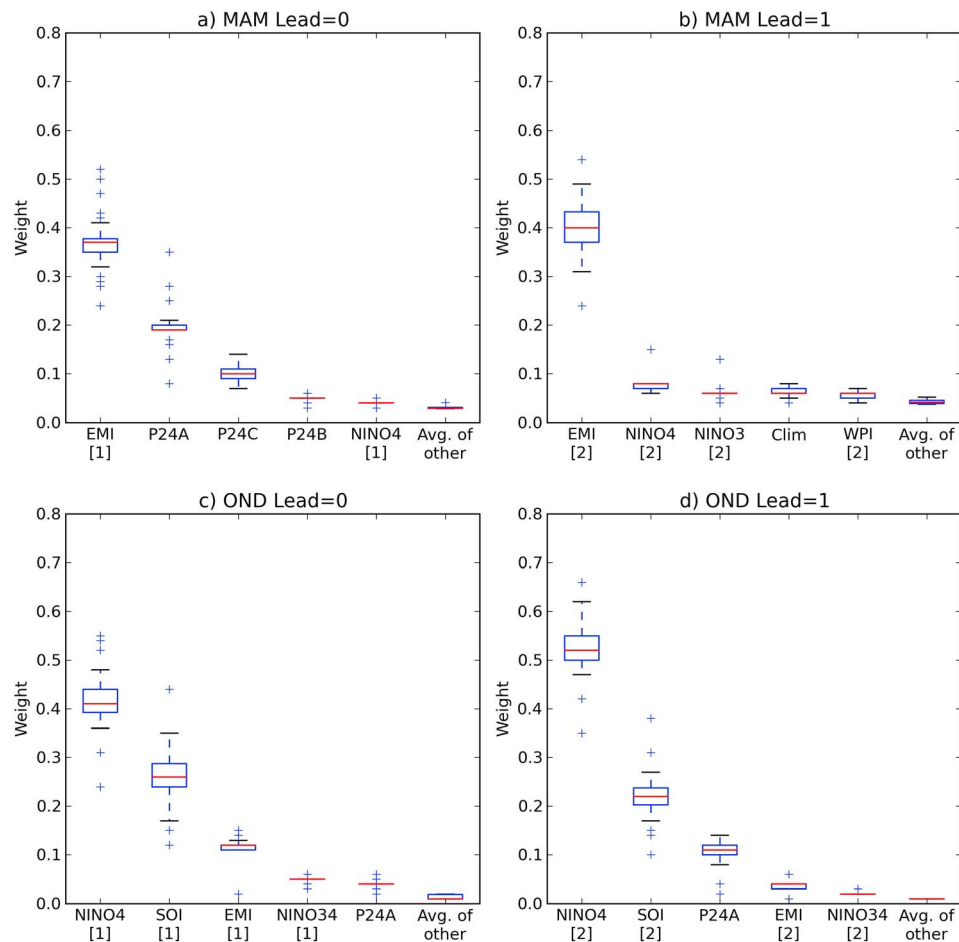 a) MAM Lead=0
0.8
0.7
0.6
0.5
0.4
0.3
0.2
0.1
0.0
Weight
EMI P24A P24C P24B NINO4 Avg. of
[1] [1] other
b) MAM Lead=1
0.8
0.7
0.6
0.5
0.4
0.3
0.2
0.1
0.0
Weight
EMI NINO4 NINO3 Clim WPI Avg. of
[2] [2] [2] [2] other
c) OND Lead=0
0.8
0.7
0.6
0.5
0.4
0.3
0.2
0.1
0.0
Weight
NINO4 SOI EMI NINO34 P24A Avg. of
[1] [1] [1] [1] other
d) OND Lead=1
0.8
0.7
0.6
0.5
0.4
0.3
0.2
0.1
0.0
Weight
NINO4 SOI P24A EMI NINO34 Avg. of
[2] [2] [2] [2] other